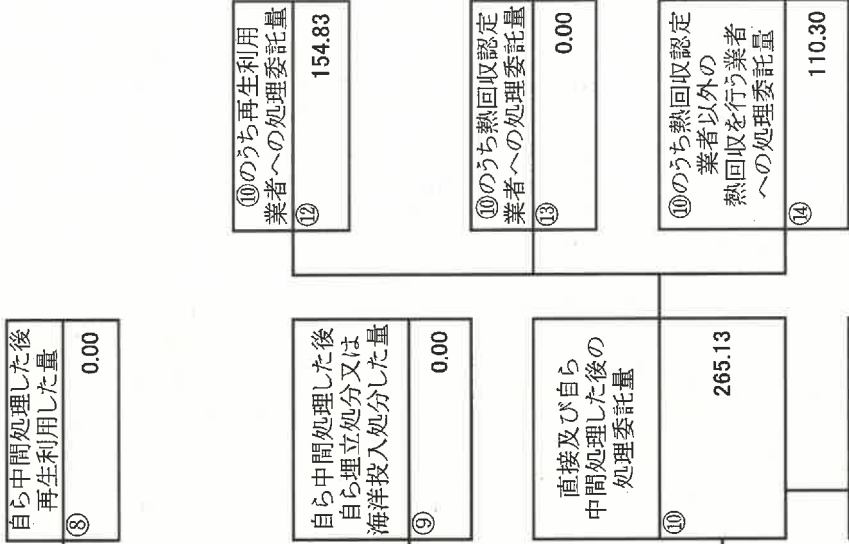 自ら中間処理した後
再生利用した量
⑧
0.00
自ら中間処理した後
自ら埋立処分又は
海洋投入処分した量
⑨
0.00
直接及び自ら
中間処理した後の
処理委託量
⑩
265.13
⑩のうち再生利用
業者への処理委託量
⑫
154.83
⑩のうち熱回収認定
業者への処理委託量
⑬
0.00
⑩のうち熱回収認定
業者以外の
熱回収を行う業者
への処理委託量
⑭
110.30